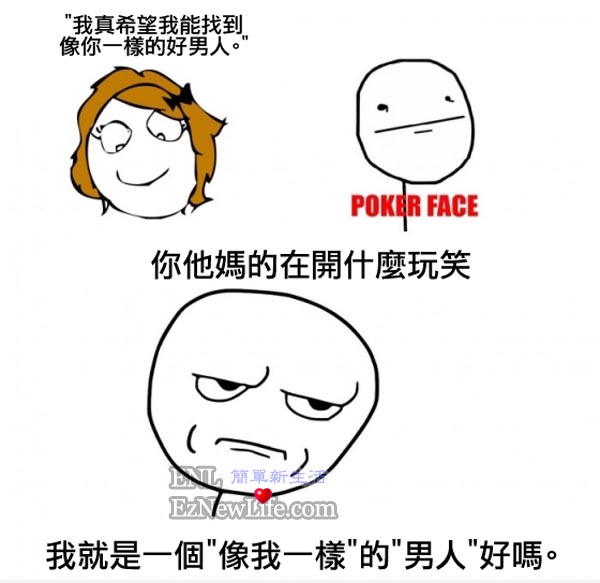 "我真希望我能找到
像你一樣的好男人。"
POKER FACE
你他媽的在開什麼玩笑
ENL 簡單新生活
EzNewLife.com
我就是一個"像我一樣"的"男人"好嗎。